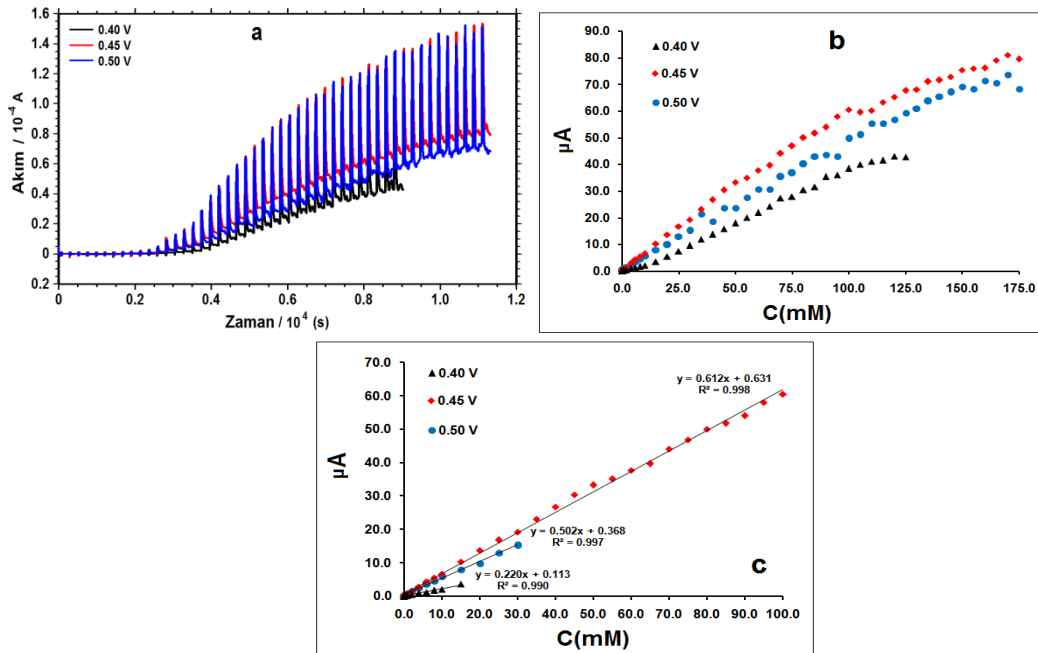 a
0.40 V
0.45 V
0.50 V
1.6
1.4
1.2
1.0
0.8
0.6
0.4
0.2
0
0.2
Akım / 10⁻⁴ A
0
0.2
0.4
0.6
0.8
1.0
1.2
Zaman / 10⁴ (s)
b
0.40 V
0.45 V
0.50 V
90.0
80.0
70.0
60.0
50.0
40.0
30.0
20.0
10.0
0.0
µA
0.0
25.0
50.0
75.0
100.0
125.0
150.0
175.0
C(mM)
0.40 V
0.45 V
0.50 V
70.0
60.0
50.0
40.0
30.0
20.0
10.0
0.0
µA
y = 0.612x + 0.631
R² = 0.998
y = 0.502x + 0.368
R² = 0.997
y = 0.220x + 0.113
R² = 0.990
c
0.0
10.0
20.0
30.0
40.0
50.0
60.0
70.0
80.0
90.0
100.0
C(mM)